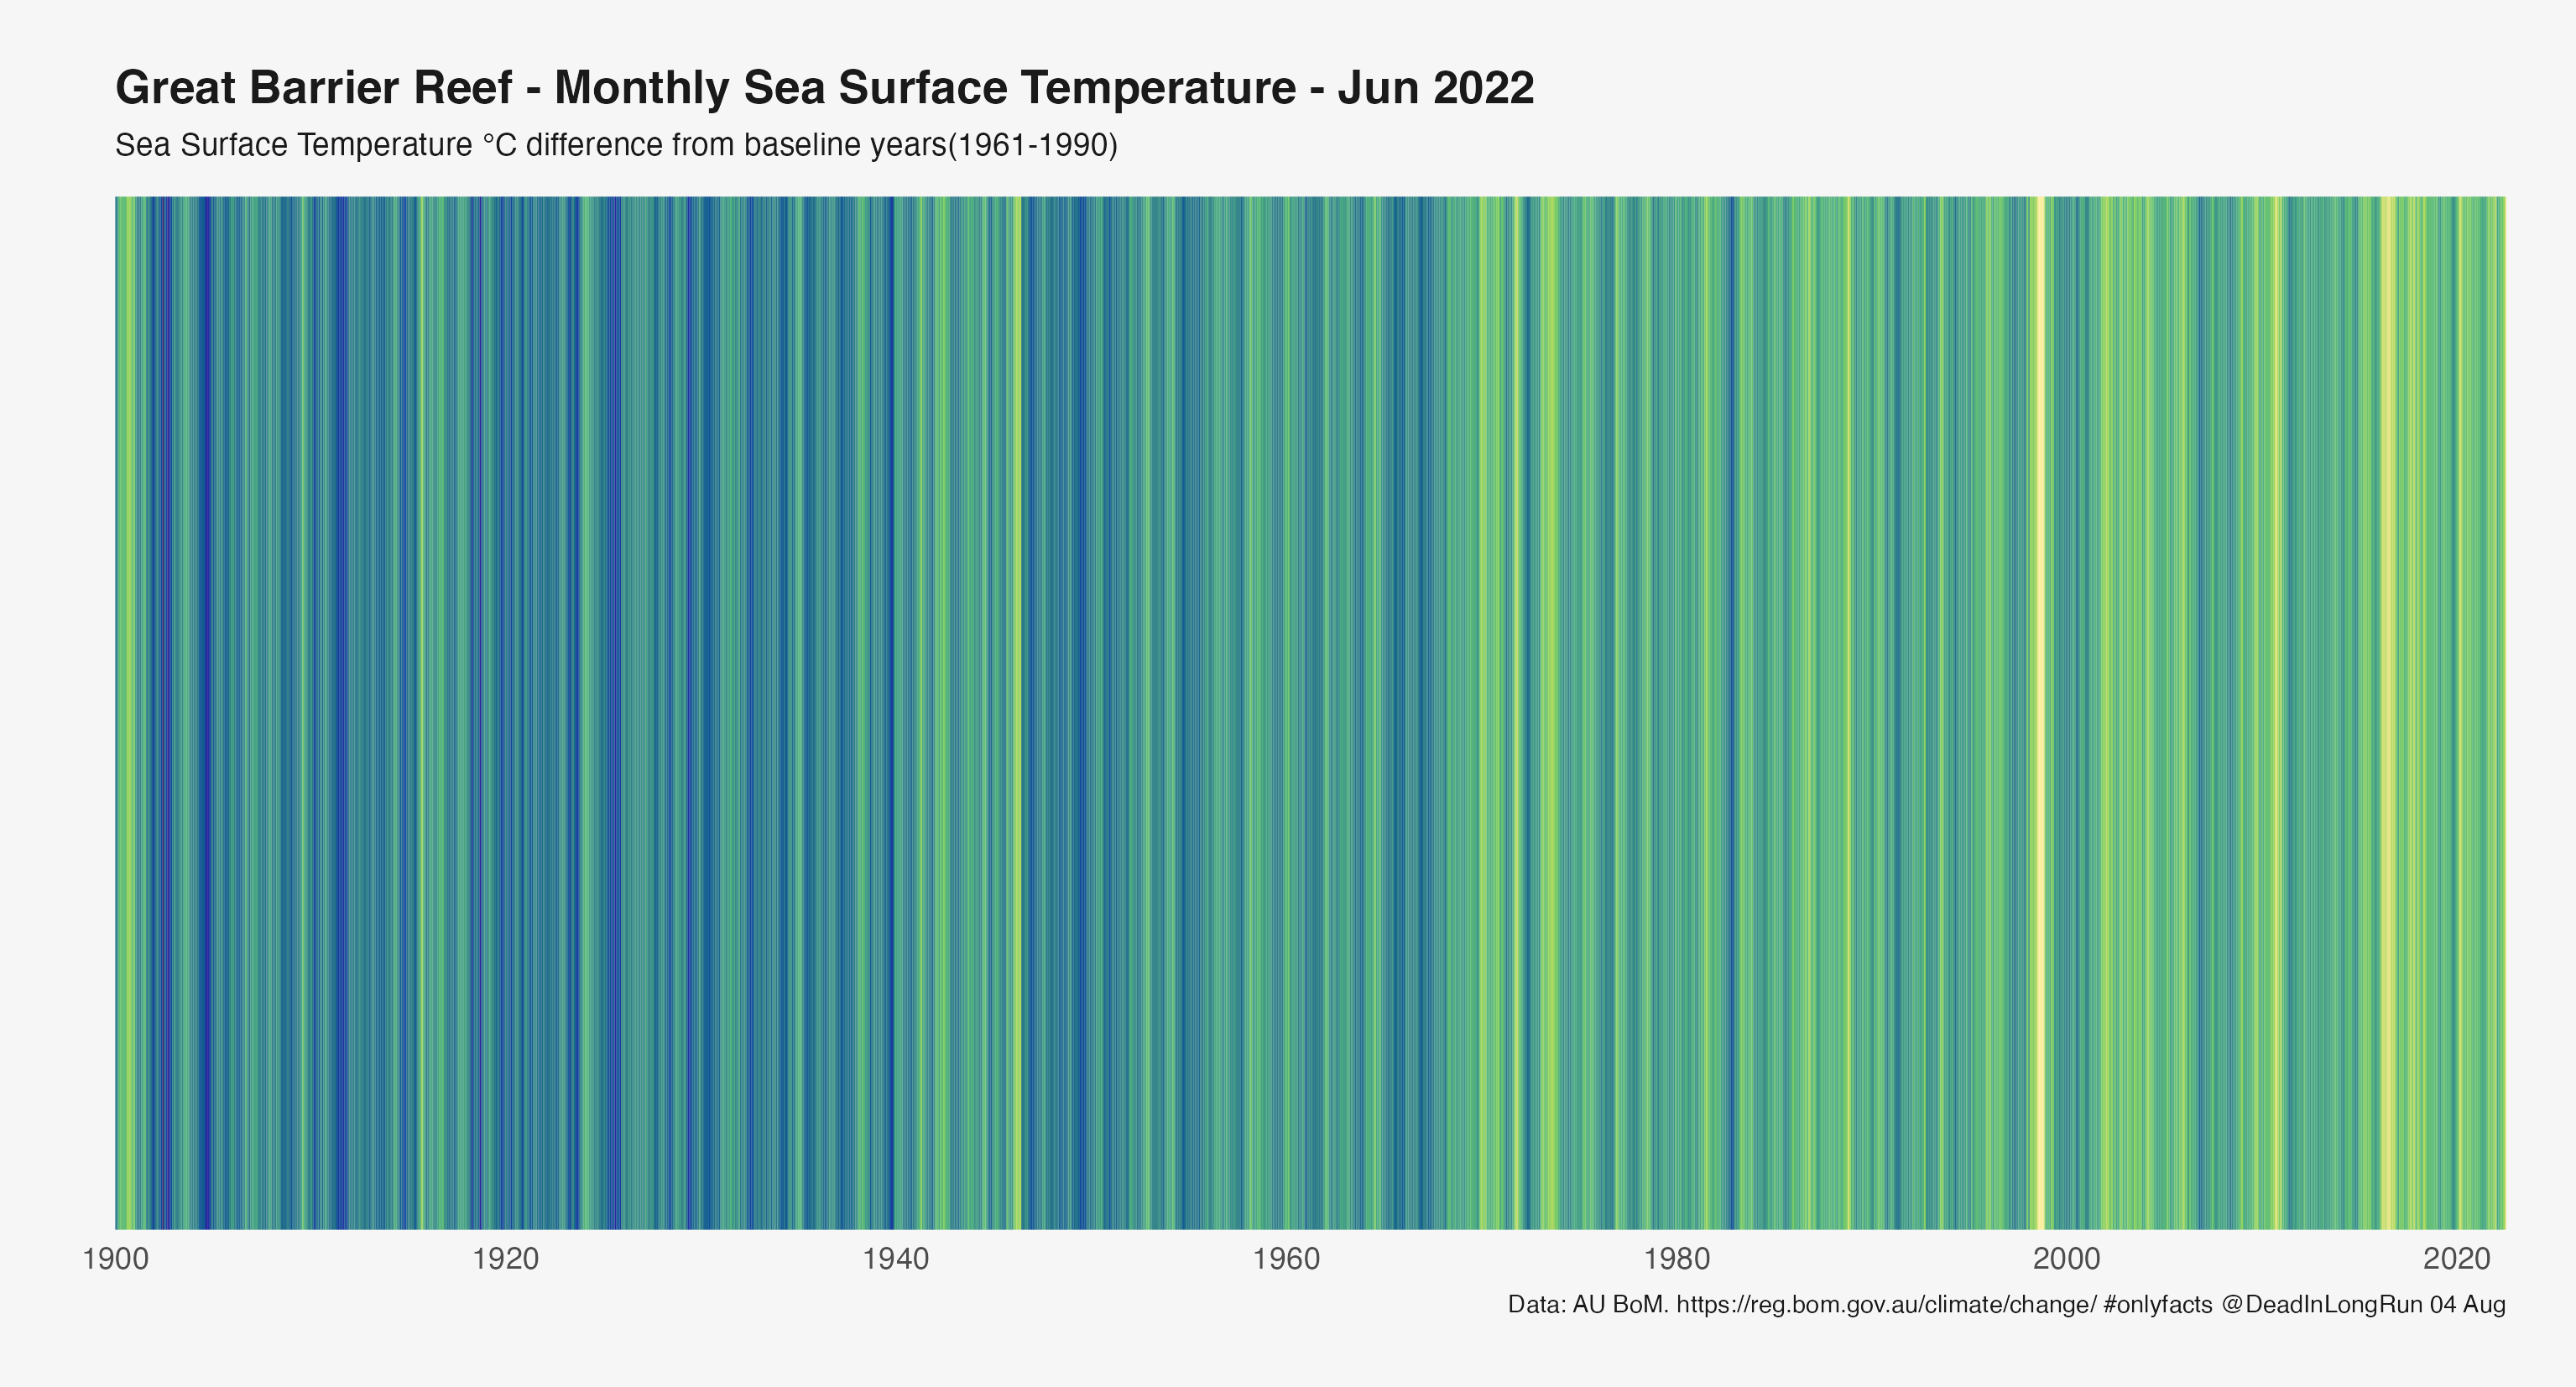 Great Barrier Reef - Monthly Sea Surface Temperature - Jun 2022
Sea Surface Temperature °C difference from baseline years(1961-1990)
1900 1920 1940 1960 1980 2000 2020
Data: AU BoM. https://reg.bom.gov.au/climate/change/ #onlyfacts @DeadInLongRun 04 Aug